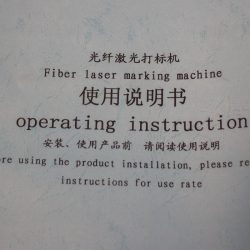 光纤激光打标机
Fiber laser marking machine
使用说明书
operating instruction
安装、使用产品前 请阅读使用说明
using the product installation, please
instructions for use rate